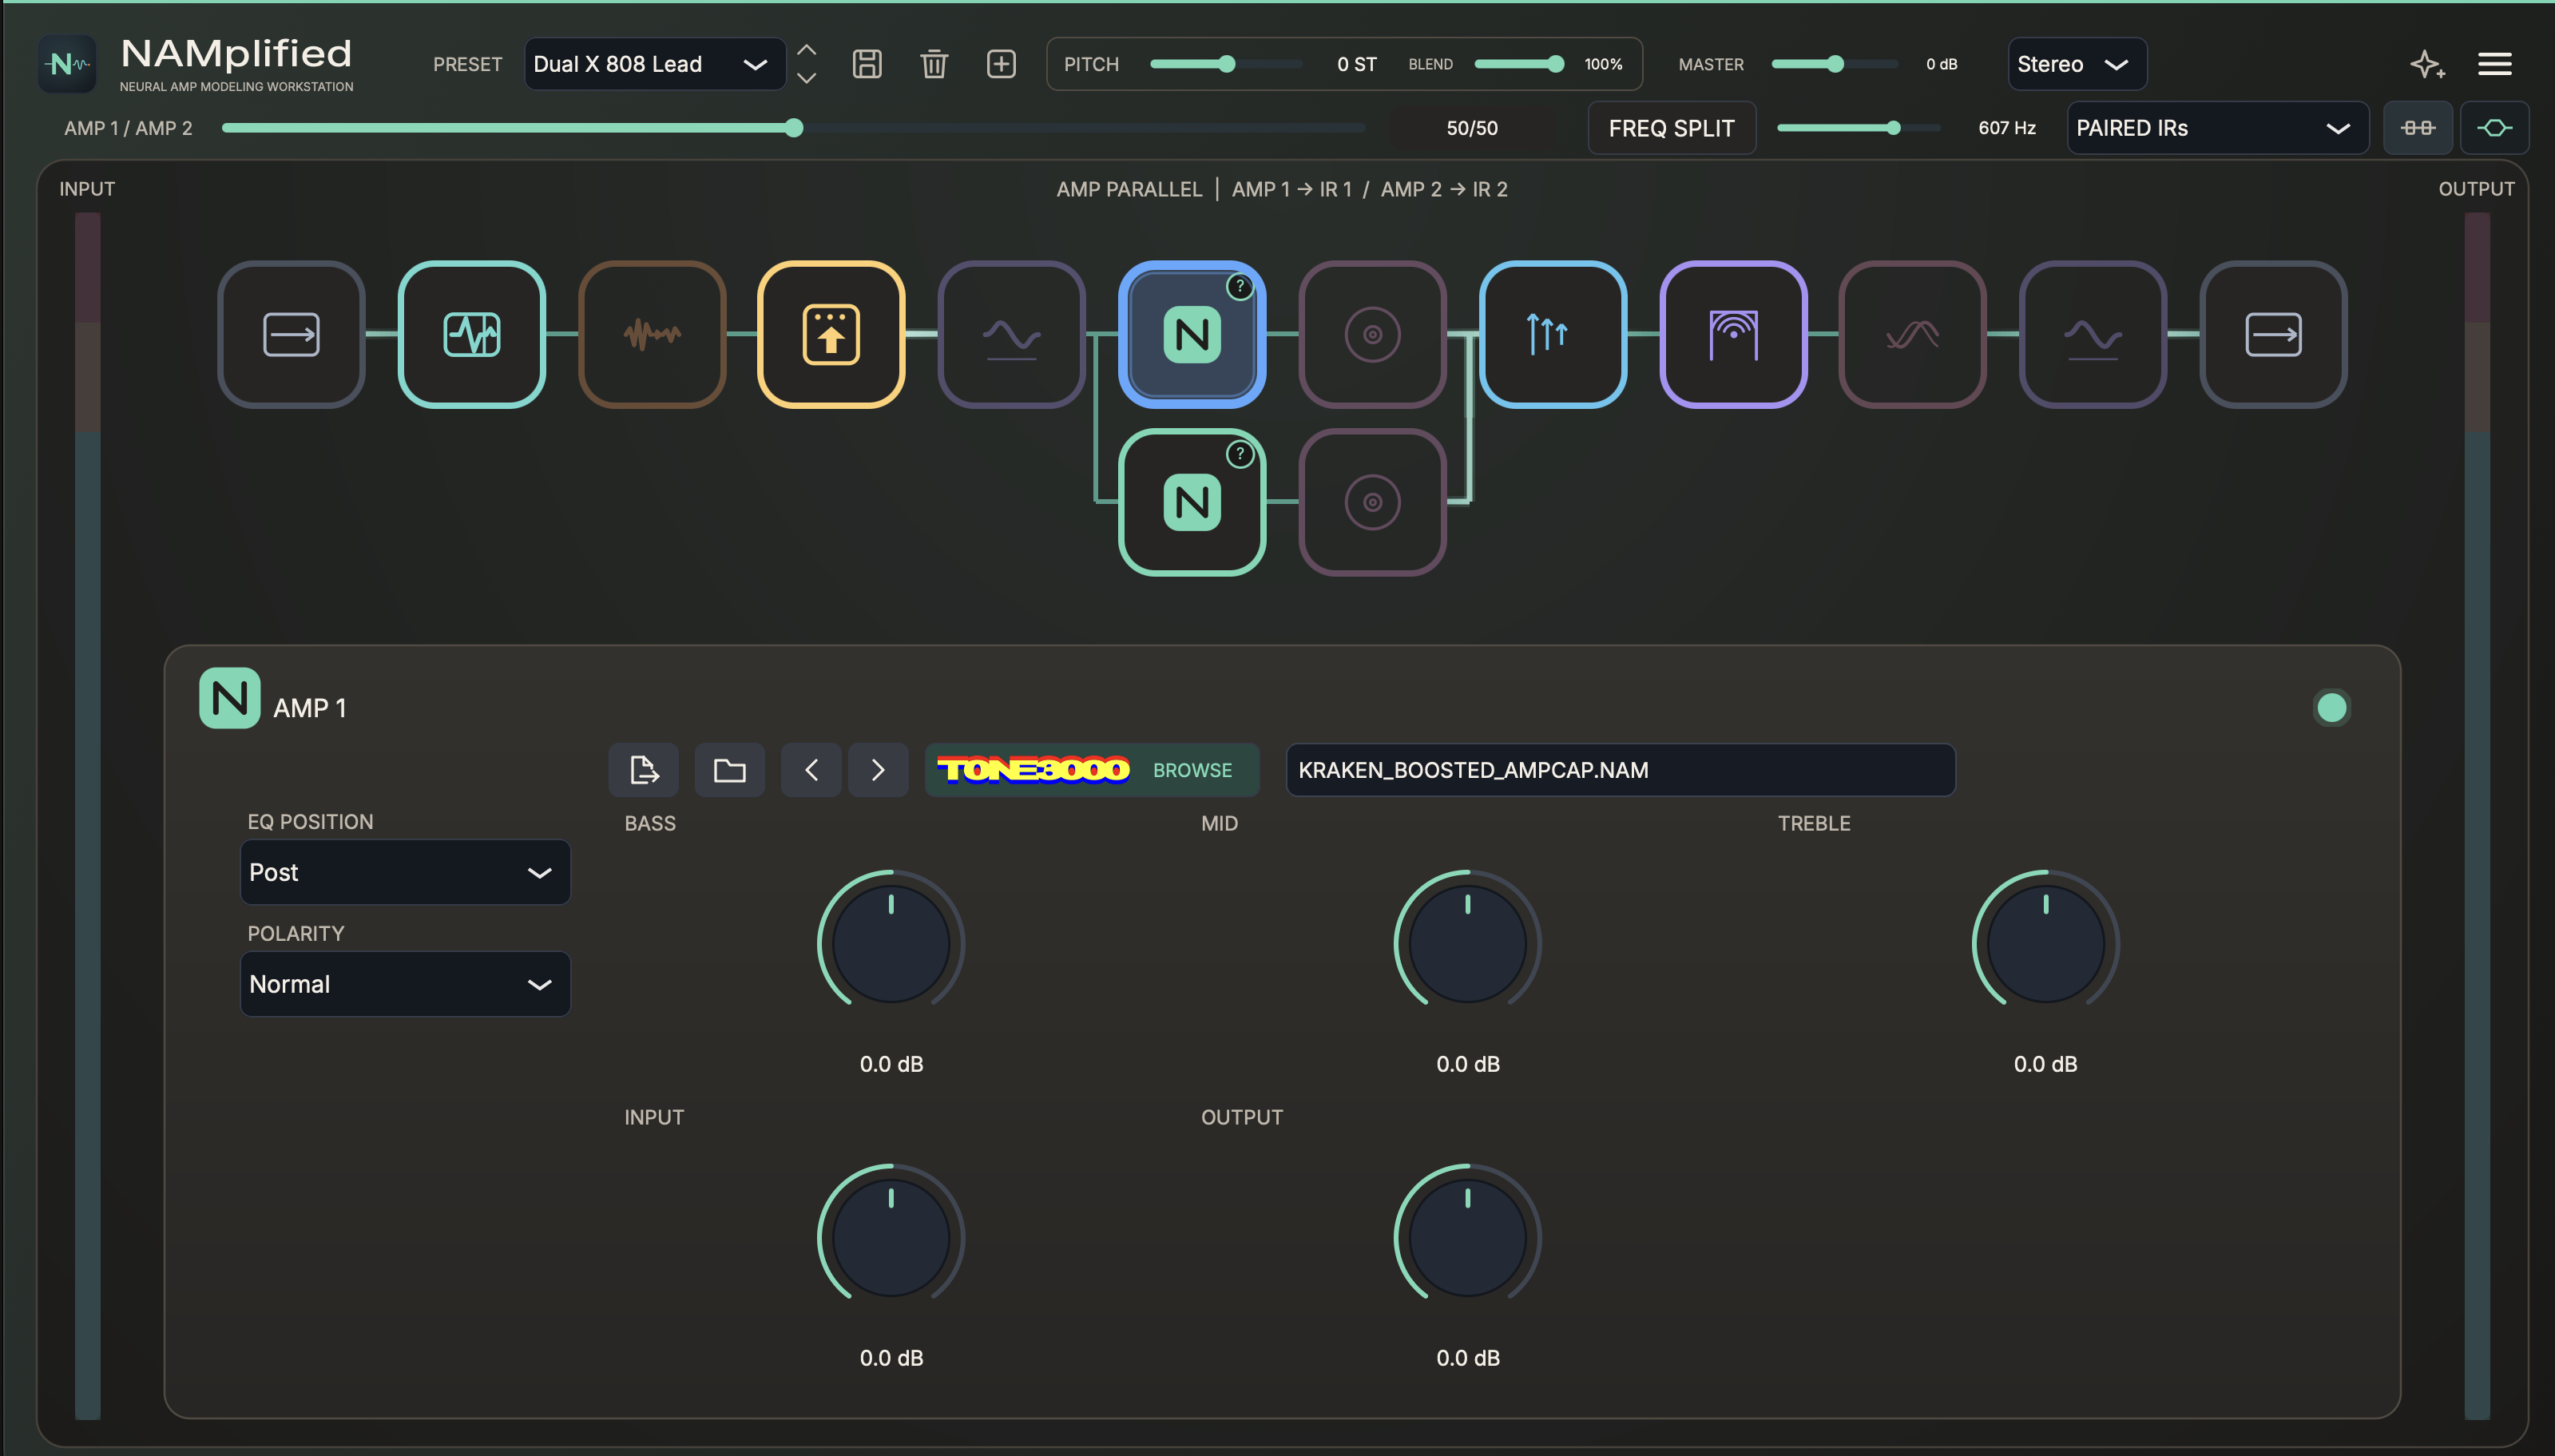 NAMplified
NEURAL AMP MODELING WORKSTATION
PRESET
Dual X 808 Lead
PITCH
0 ST
BLEND
100%
MASTER
0 dB
Stereo
AMP 1 / AMP 2
50/50
FREQ SPLIT
607 Hz
PAIRED IRs
INPUT
AMP PARALLEL | AMP 1 → IR 1 / AMP 2 → IR 2
OUTPUT
N
?
N
?
N
AMP 1
TONE3000
BROWSE
KRAKEN_BOOSTED_AMPCAP.NAM
EQ POSITION
Post
POLARITY
Normal
BASS
MID
TREBLE
0.0 dB
0.0 dB
0.0 dB
INPUT
OUTPUT
0.0 dB
0.0 dB